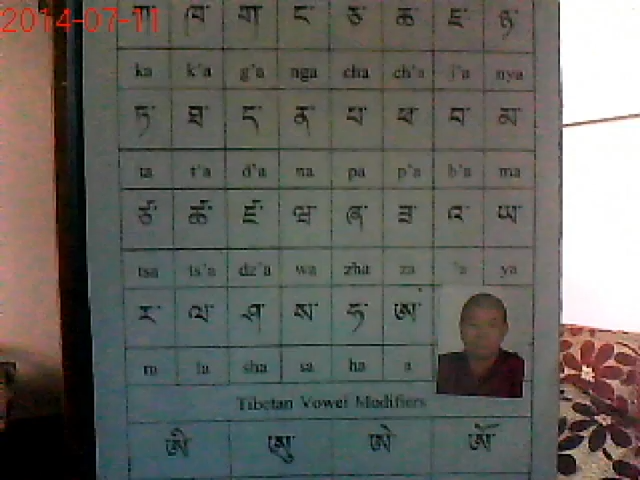 2014-07-11
ཀ་ ཁ་ ག་ ང་ ཅ་ ཆ་ ཇ་ ཉ་
ka k'a g'a nga cha ch'a j'a nya
ཏ་ ཐ་ ད་ ན་ པ་ ཕ་ བ་ མ་
ta t'a d'a na pa p'a b'a ma
ཙ་ ཚ་ ཛ་ ཝ་ ཞ་ ཟ་ འ་ ཡ་
tsa ts'a dz'a wa zha za 'a ya
ར་ ལ་ ཤ་ ས་ ཧ་ ཨ་
ra la sha sa ha a
Tibetan Vowel Modifiers
ཨི ཨུ ཨེ ཨོ